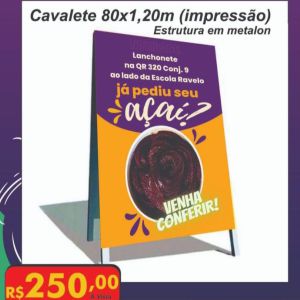 Cavalete 80x1,20m (impressão)
Estrutura em metalon
Lanchonete
na QR 320 Conj. 9
ao lado da Escola Ravelo
já pediu seu
açaí?
VENHA
CONFERIR!
R$250,00
À Vista